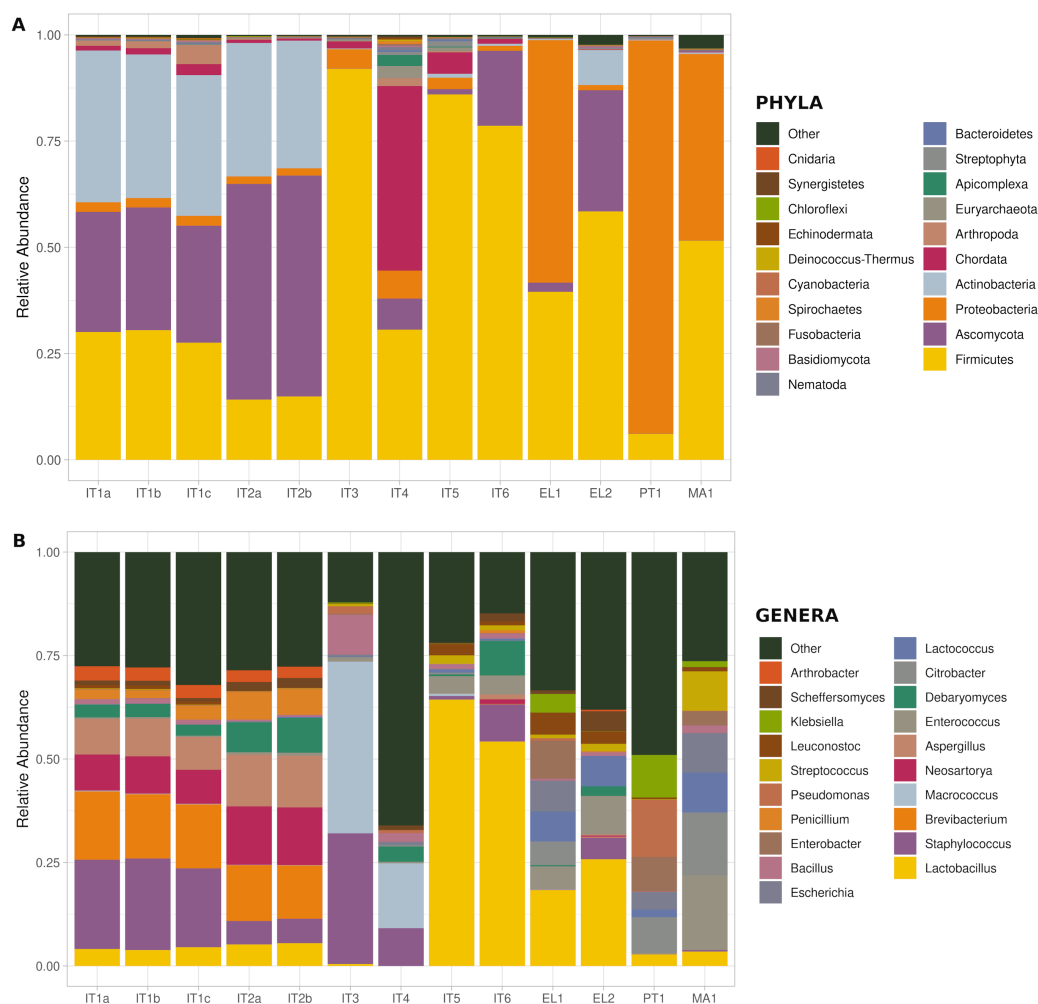 A
1.00
0.75
0.50
0.25
0.00
Relative Abundance
IT1a IT1b IT1c IT2a IT2b IT3 IT4 IT5 IT6 EL1 EL2 PT1 MA1
PHYLA
Other
Cnidaria
Synergistetes
Chloroflexi
Echinodermata
Deinococcus-Thermus
Cyanobacteria
Spirochaetes
Fusobacteria
Basidiomycota
Nematoda
Bacteroidetes
Streptophyta
Apicomplexa
Euryarchaeota
Arthropoda
Chordata
Actinobacteria
Proteobacteria
Ascomycota
Firmicutes
B
1.00
0.75
0.50
0.25
0.00
Relative Abundance
IT1a IT1b IT1c IT2a IT2b IT3 IT4 IT5 IT6 EL1 EL2 PT1 MA1
GENERA
Other
Arthrobacter
Scheffersomyces
Klebsiella
Leuconostoc
Streptococcus
Pseudomonas
Penicillium
Enterobacter
Bacillus
Escherichia
Lactococcus
Citrobacter
Debaryomyces
Enterococcus
Aspergillus
Neosartorya
Macrococcus
Brevibacterium
Staphylococcus
Lactobacillus